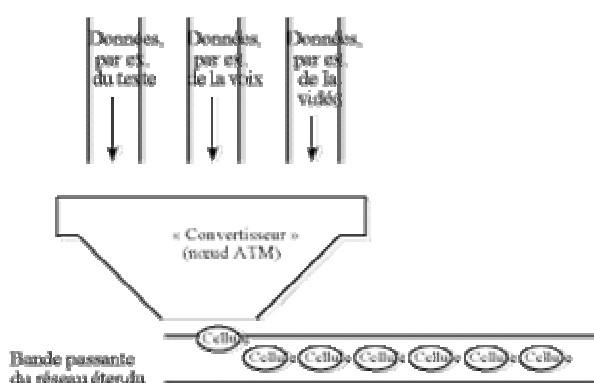 Données,
par ex.
du texte
Données,
par ex.
de la voix
Données,
par ex.
de la
vidéo
« Convertisseur »
(nœud ATM)
Cellule
Cellule
Cellule
Cellule
Cellule
Cellule
Cellule
Bande passante
du réseau étendu